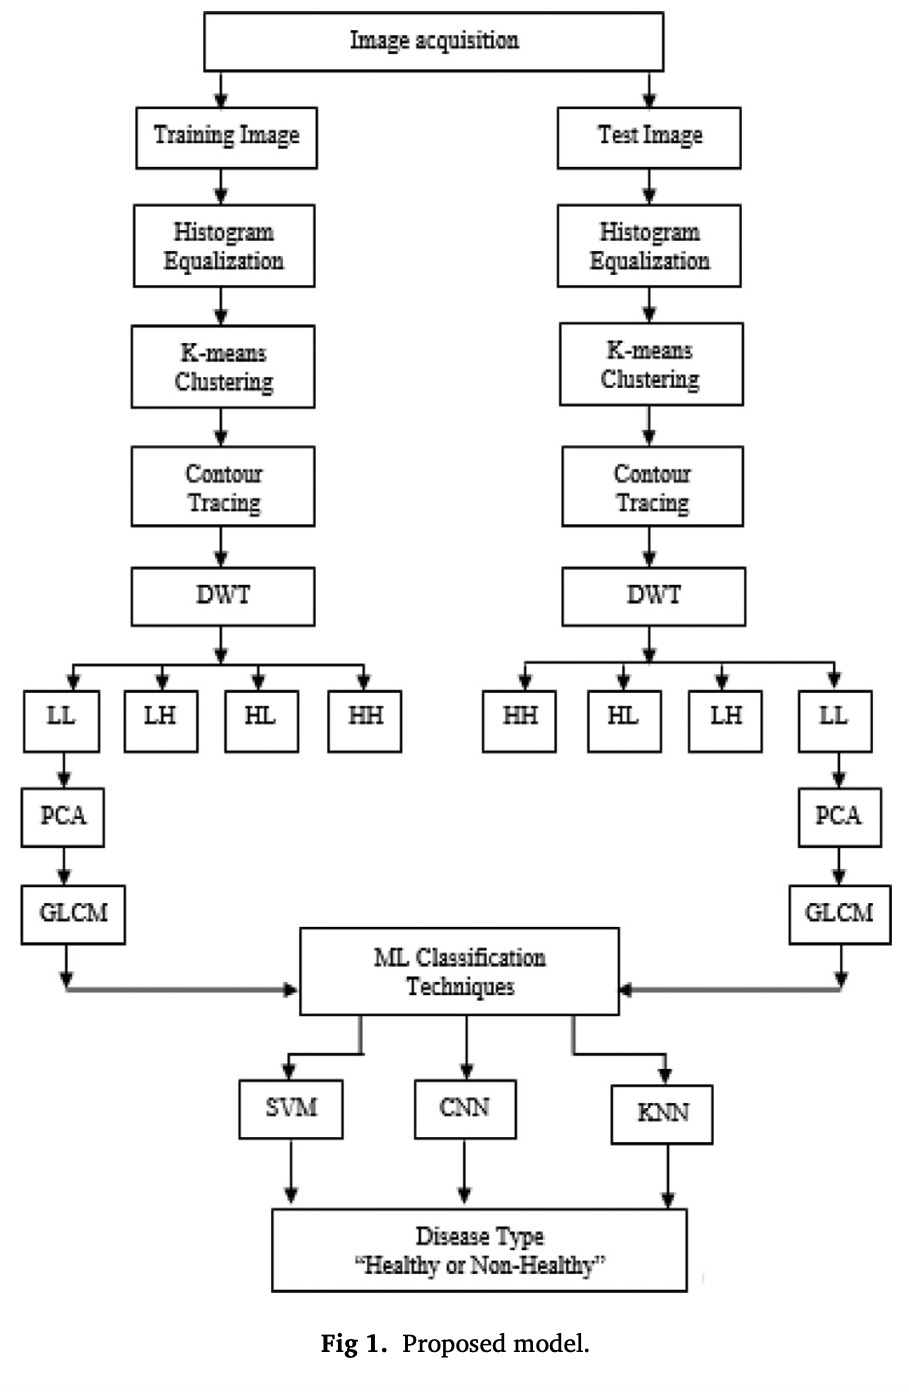 Image acquisition
Training Image
Test Image
Histogram
Equalization
Histogram
Equalization
K-means
Clustering
K-means
Clustering
Contour
Tracing
Contour
Tracing
DWT
DWT
LL
LH
HL
HH
HH
HL
LH
LL
PCA
PCA
GLCM
GLCM
ML Classification
Techniques
SVM
CNN
KNN
Disease Type
“Healthy or Non-Healthy”
Fig 1. Proposed model.